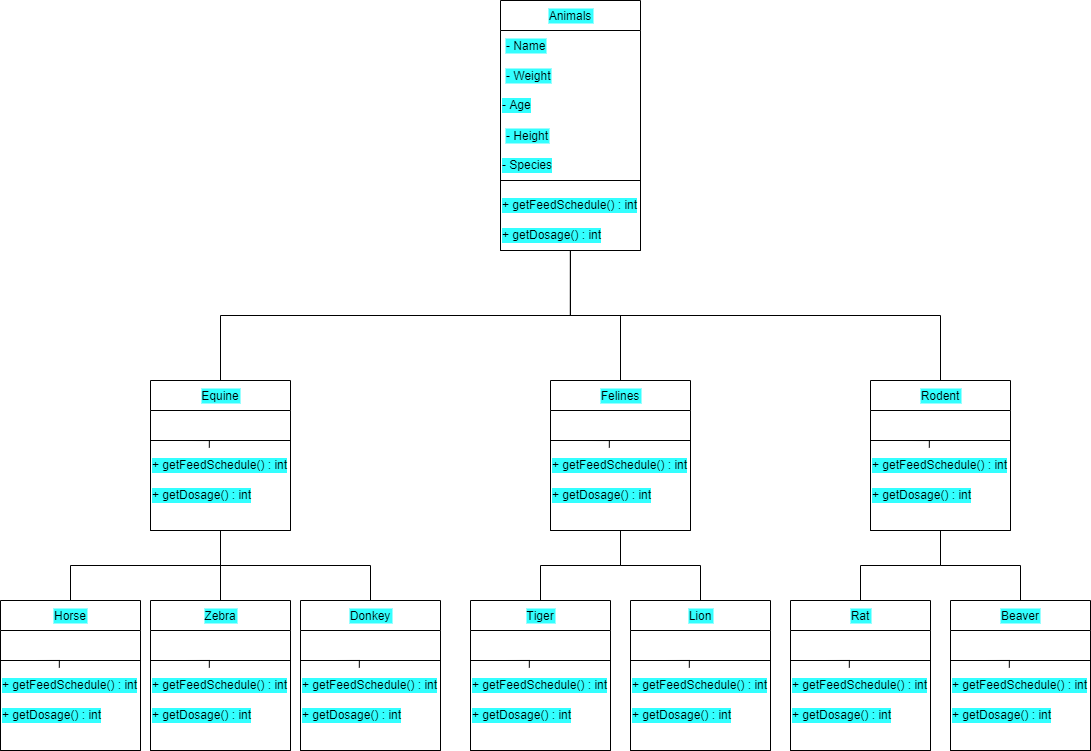 Animals
- Name
- Weight
- Age
- Height
- Species
+ getFeedSchedule() : int
+ getDosage() : int
Equine
+ getFeedSchedule() : int
+ getDosage() : int
Felines
+ getFeedSchedule() : int
+ getDosage() : int
Rodent
+ getFeedSchedule() : int
+ getDosage() : int
Horse
+ getFeedSchedule() : int
+ getDosage() : int
Zebra
+ getFeedSchedule() : int
+ getDosage() : int
Donkey
+ getFeedSchedule() : int
+ getDosage() : int
Tiger
+ getFeedSchedule() : int
+ getDosage() : int
Lion
+ getFeedSchedule() : int
+ getDosage() : int
Rat
+ getFeedSchedule() : int
+ getDosage() : int
Beaver
+ getFeedSchedule() : int
+ getDosage() : int